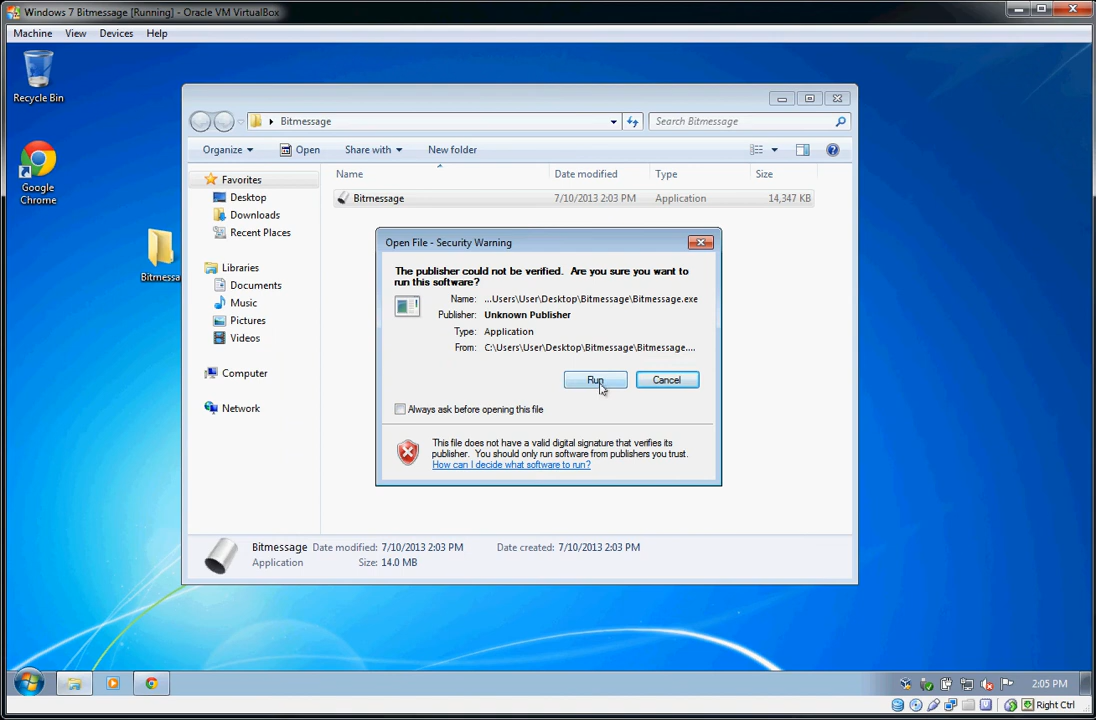 Windows 7 Bitmessage [Running] - Oracle VM VirtualBox
Machine View Devices Help
Recycle Bin
Google
Chrome
Bitmessa
Bitmessage
Search Bitmessage
Organize Open Share with New folder
Name Date modified Type Size
Bitmessage 7/10/2013 2:03 PM Application 14,347 KB
Favorites
Desktop
Downloads
Recent Places
Libraries
Documents
Music
Pictures
Videos
Computer
Network
Open File - Security Warning
The publisher could not be verified. Are you sure you want to
run this software?
Name: ...Users\User\Desktop\Bitmessage\Bitmessage.exe
Publisher: Unknown Publisher
Type: Application
From: C:\Users\User\Desktop\Bitmessage\Bitmessage....
Run Cancel
Always ask before opening this file
This file does not have a valid digital signature that verifies its
publisher. You should only run software from publishers you trust.
How can I decide what software to run?
Bitmessage Date modified: 7/10/2013 2:03 PM Date created: 7/10/2013 2:03 PM
Application Size: 14.0 MB
2:05 PM
Right Ctrl